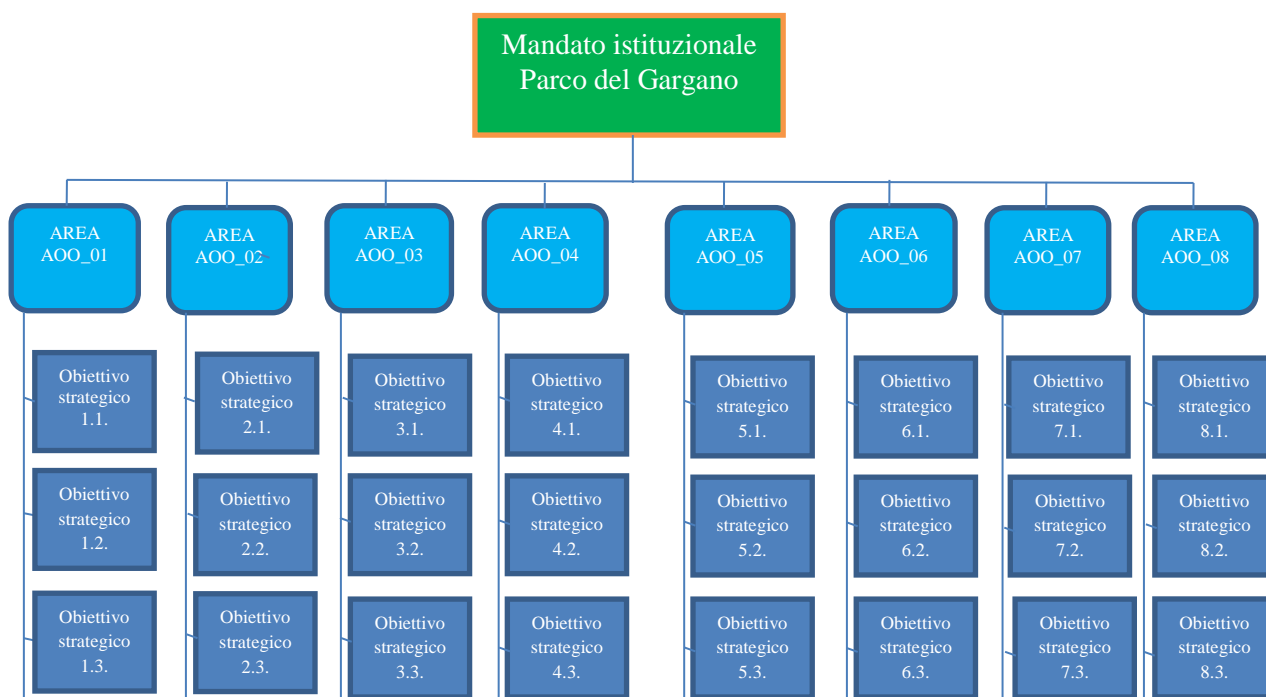 Mandato istituzionale
Parco del Gargano
AREA
AOO_01
AREA
AOO_02
AREA
AOO_03
AREA
AOO_04
AREA
AOO_05
AREA
AOO_06
AREA
AOO_07
AREA
AOO_08
Obiettivo
strategico
1.1.
Obiettivo
strategico
2.1.
Obiettivo
strategico
3.1.
Obiettivo
strategico
4.1.
Obiettivo
strategico
5.1.
Obiettivo
strategico
6.1.
Obiettivo
strategico
7.1.
Obiettivo
strategico
8.1.
Obiettivo
strategico
1.2.
Obiettivo
strategico
2.2.
Obiettivo
strategico
3.2.
Obiettivo
strategico
4.2.
Obiettivo
strategico
5.2.
Obiettivo
strategico
6.2.
Obiettivo
strategico
7.2.
Obiettivo
strategico
8.2.
Obiettivo
strategico
1.3.
Obiettivo
strategico
2.3.
Obiettivo
strategico
3.3.
Obiettivo
strategico
4.3.
Obiettivo
strategico
5.3.
Obiettivo
strategico
6.3.
Obiettivo
strategico
7.3.
Obiettivo
strategico
8.3.